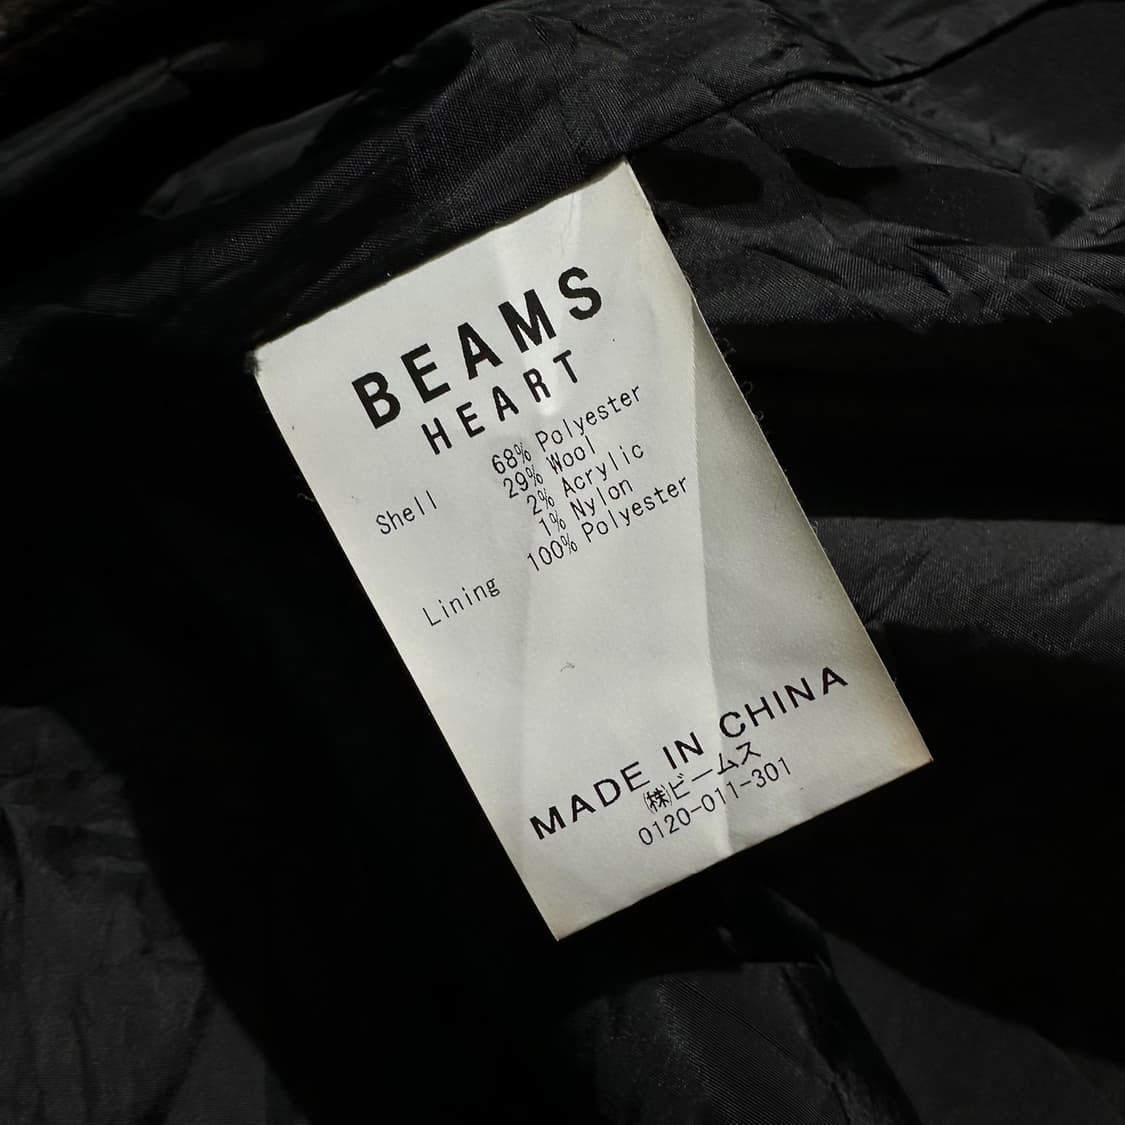 BEAMS
HEART
Shell 68% Polyester
29% Wool
2% Acrylic
1% Nylon
Lining 100% Polyester
MADE IN CHINA
㈱ビームス
0120-011-301